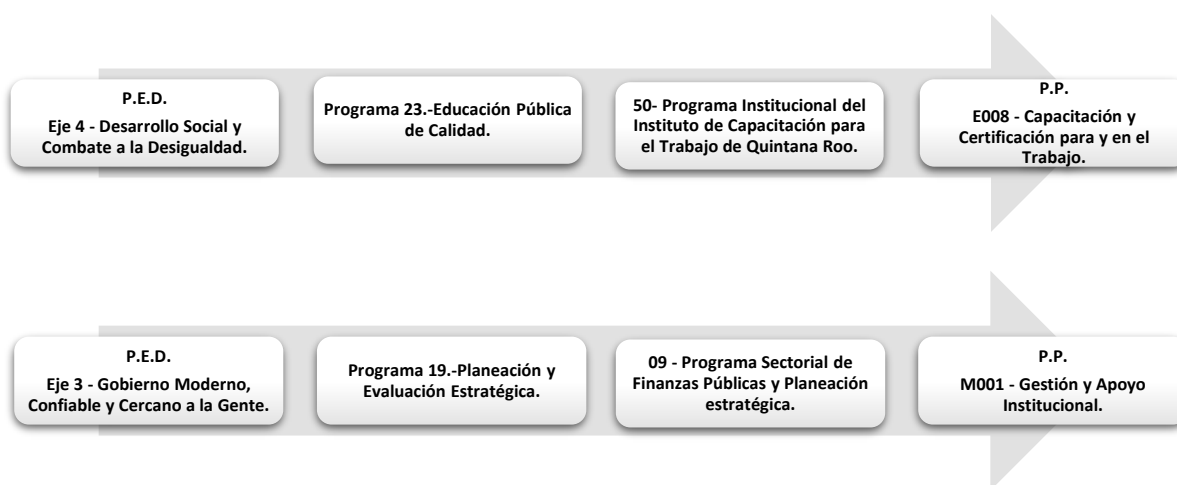 P.E.D.
Eje 4 - Desarrollo Social y
Combate a la Desigualdad.
Programa 23.-Educación Pública
de Calidad.
50- Programa Institucional del
Instituto de Capacitación para
el Trabajo de Quintana Roo.
P.P.
E008 - Capacitación y
Certificación para y en el
Trabajo.
P.E.D.
Eje 3 - Gobierno Moderno,
Confiable y Cercano a la Gente.
Programa 19.-Planeación y
Evaluación Estratégica.
09 - Programa Sectorial de
Finanzas Públicas y Planeación
estratégica.
P.P.
M001 - Gestión y Apoyo
Institucional.